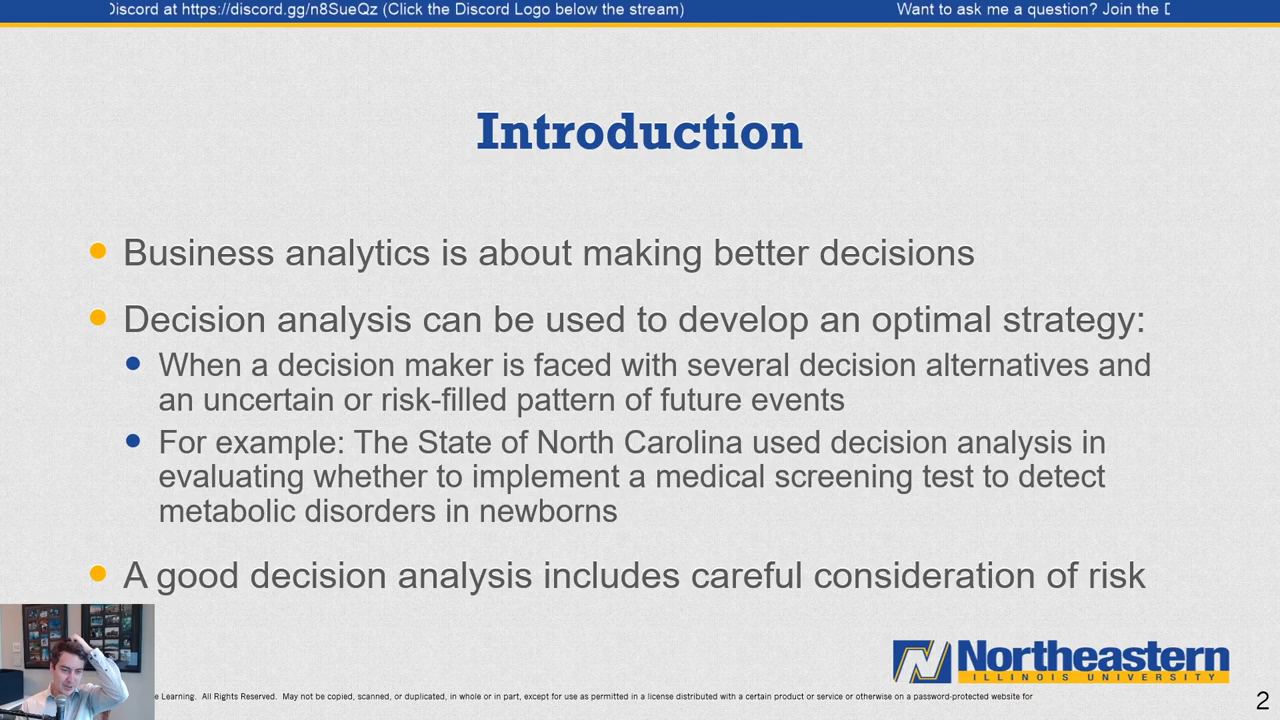 Discord at https://discord.gg/n8SueQz (Click the Discord Logo below the stream) Want to ask me a question? Join the
Introduction
Business analytics is about making better decisions
Decision analysis can be used to develop an optimal strategy:
When a decision maker is faced with several decision alternatives and
an uncertain or risk-filled pattern of future events
For example: The State of North Carolina used decision analysis in
evaluating whether to implement a medical screening test to detect
metabolic disorders in newborns
A good decision analysis includes careful consideration of risk
Northeastern
ILLINOIS UNIVERSITY
Learning. All Rights Reserved. May not be copied, scanned, or duplicated, in whole or in part, except for use as permitted in a license distributed with a certain product or service or otherwise on a password-protected website for
2